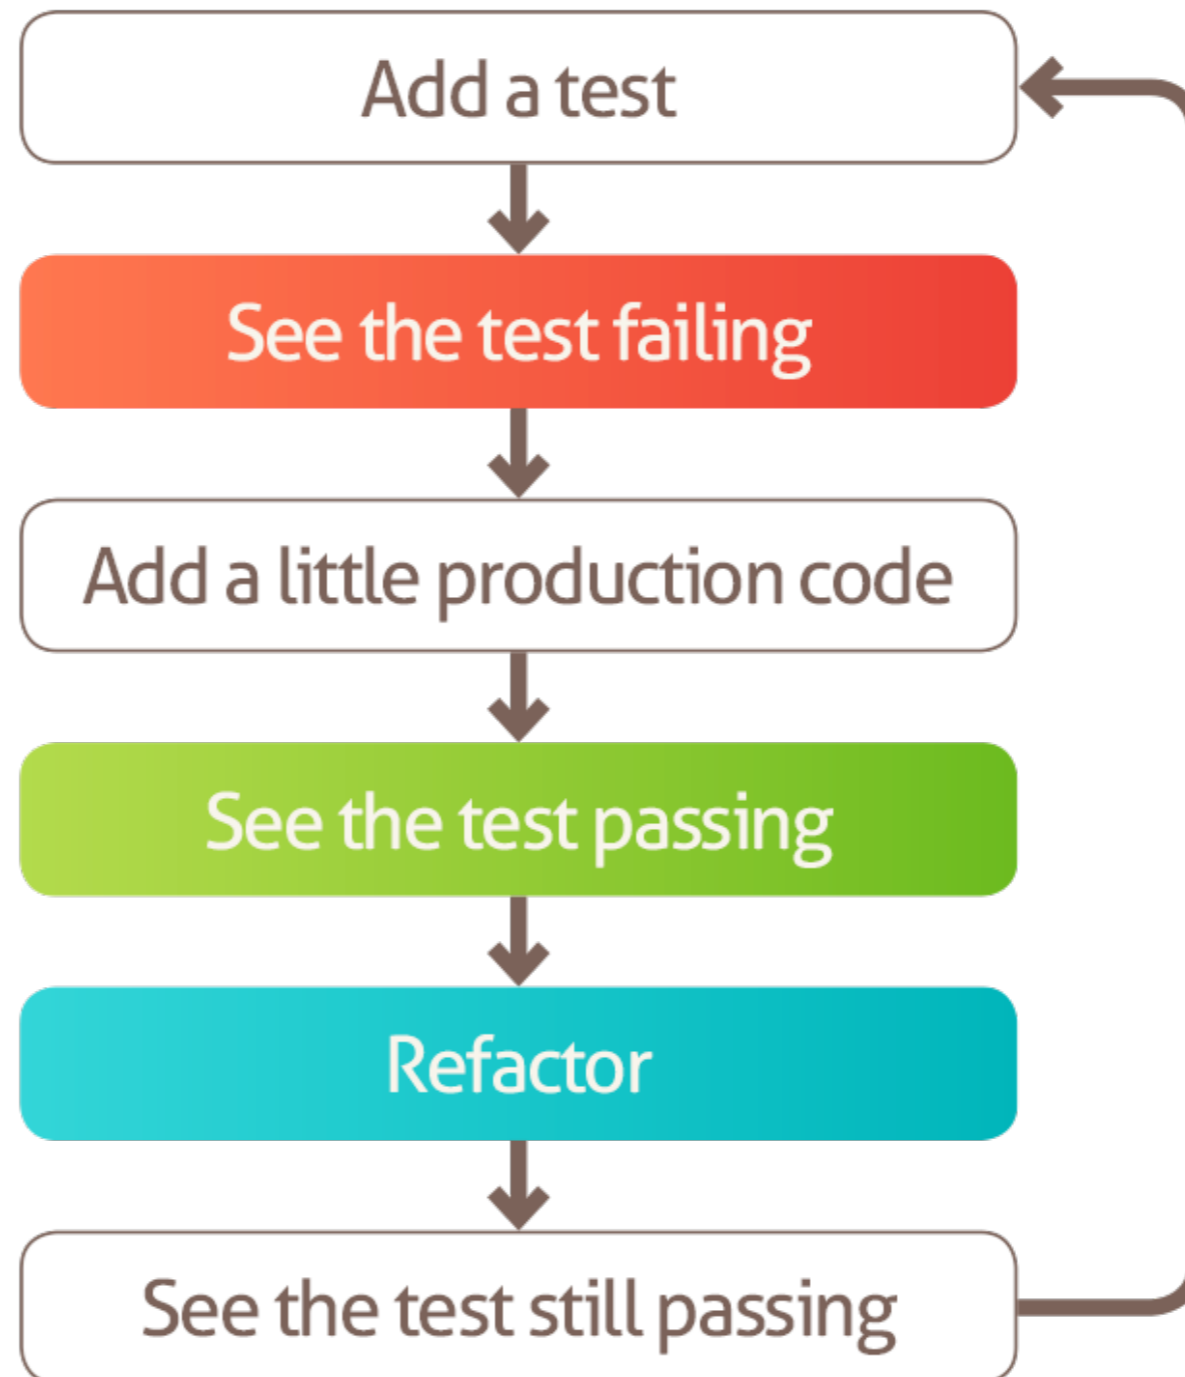 Add a test
See the test failing
Add a little production code
See the test passing
Refactor
See the test still passing